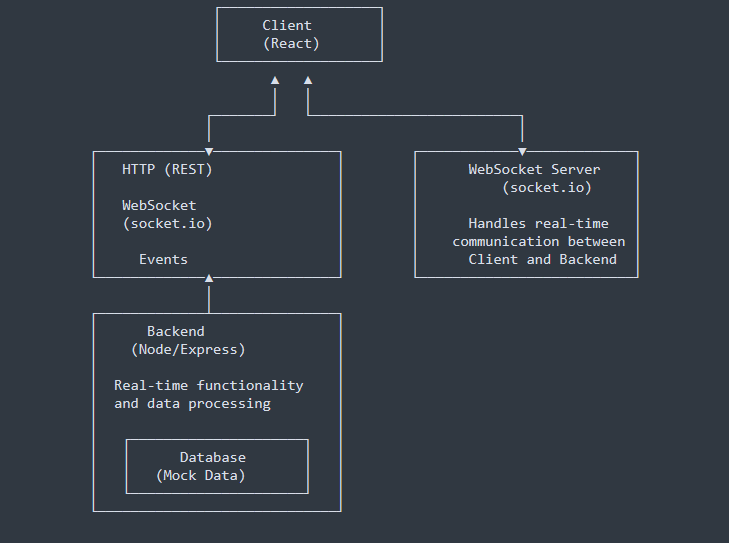 Client
(React)
HTTP (REST)
WebSocket
(socket.io)
Events
WebSocket Server
(socket.io)
Handles real-time
communication between
Client and Backend
Backend
(Node/Express)
Real-time functionality
and data processing
Database
(Mock Data)